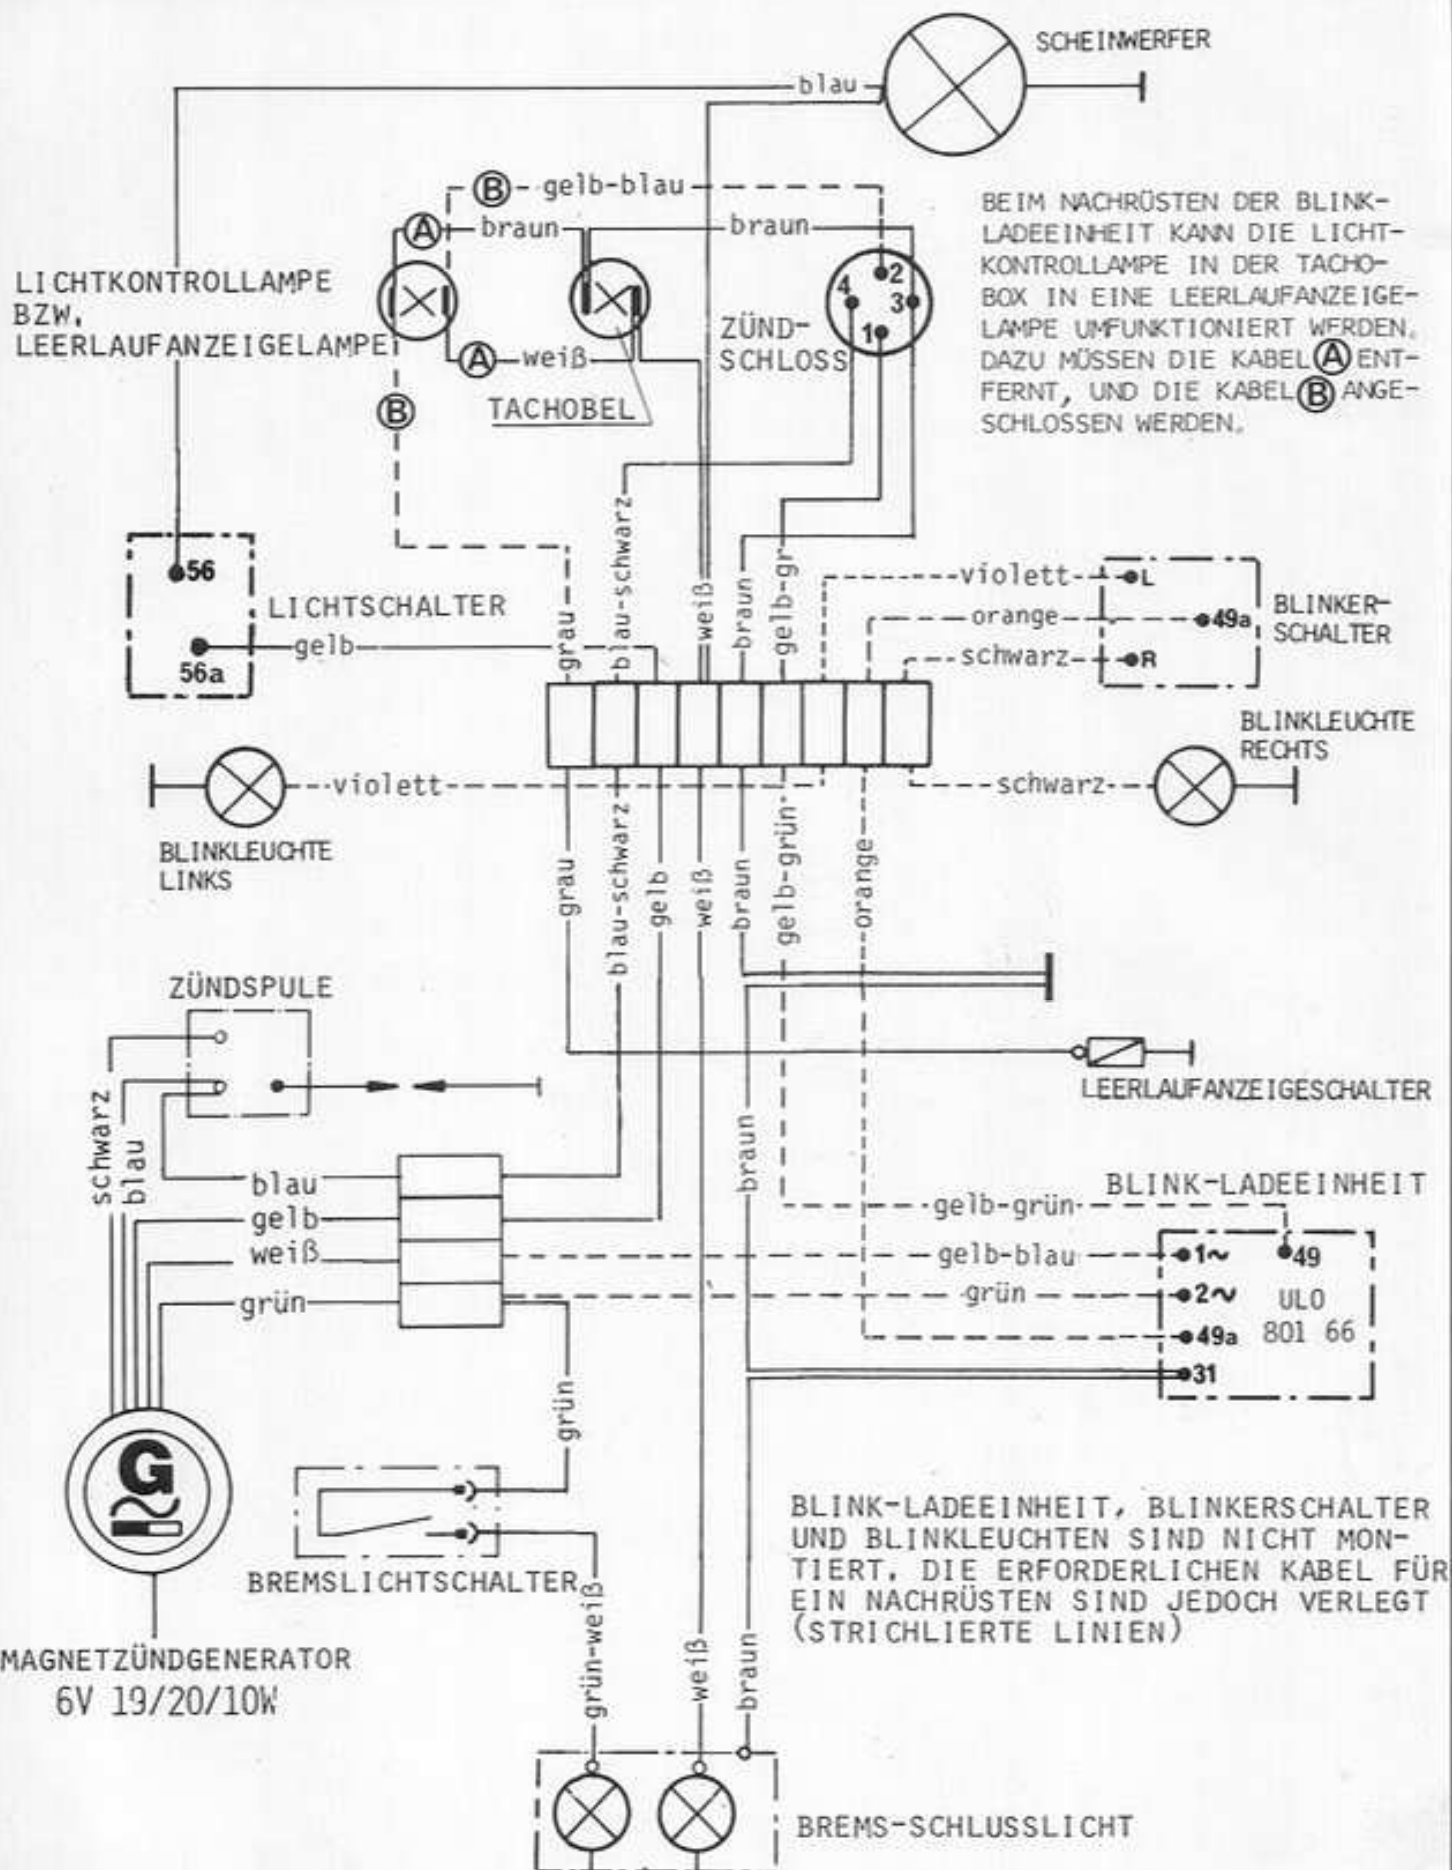 SCHEINWERFER
blau
B gelb-blau
A braun
braun
BEIM NACHRÜSTEN DER BLINK-
LADEEINHEIT KANN DIE LICHT-
KONTROLLAMPE IN DER TACHO-
BOX IN EINE LEERLAUFANZEIGE-
LAMPE UMFUNKTIONIERT WERDEN.
DAZU MÜSSEN DIE KABEL A ENT-
FERNT, UND DIE KABEL B ANGE-
SCHLOSSEN WERDEN.
LICHTKONTROLLAMPE
BZW.
LEERLAUFANZEIGELAMPE
4
2
3
1
ZÜND-
SCHLOSS
A weiß
B
TACHOBEL
56
56a
LICHTSCHALTER
gelb
grau
blau-schwarz
weiß
braun
gelb-gr
violett
L
orange
49a
schwarz
R
BLINKER-
SCHALTER
BLINKLEUCHTE
RECHTS
violett
schwarz
BLINKLEUCHTE
LINKS
grau
blau-schwarz
gelb
weiß
braun
gelb-grün
orange
ZÜNDSPULE
schwarz
blau
LEERLAUFANZEIGESCHALTER
braun
blau
gelb
weiß
grün
BLINK-LADEEINHEIT
gelb-grün
gelb-blau
1~
49
grün
2~
ULO
801 66
49a
31
grün
G
BREMSLICHTSCHALTER
BLINK-LADEEINHEIT, BLINKERSCHALTER
UND BLINKLEUCHTEN SIND NICHT MON-
TIERT. DIE ERFORDERLICHEN KABEL FÜR
EIN NACHRÜSTEN SIND JEDOCH VERLEGT
(STRICHLIERTE LINIEN)
MAGNETZÜNDGENERATOR
6V 19/20/10W
grün-weiß
weiß
braun
BREMS-SCHLUSSLICHT